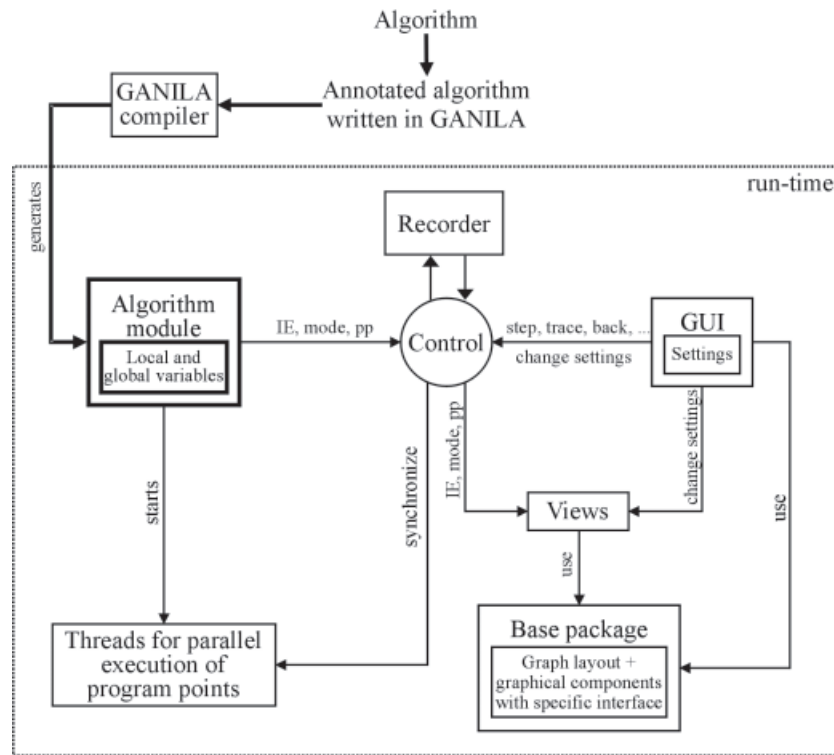 Algorithm
GANILA
compiler
Annotated algorithm
written in GANILA
run-time
generates
Recorder
Algorithm
module
Local and
global variables
IE, mode, pp
Control
step, trace, back, ...
change settings
GUI
Settings
starts
synchronize
IE, mode, pp
change settings
use
Views
use
Threads for parallel
execution of
program points
Base package
Graph layout +
graphical components
with specific interface